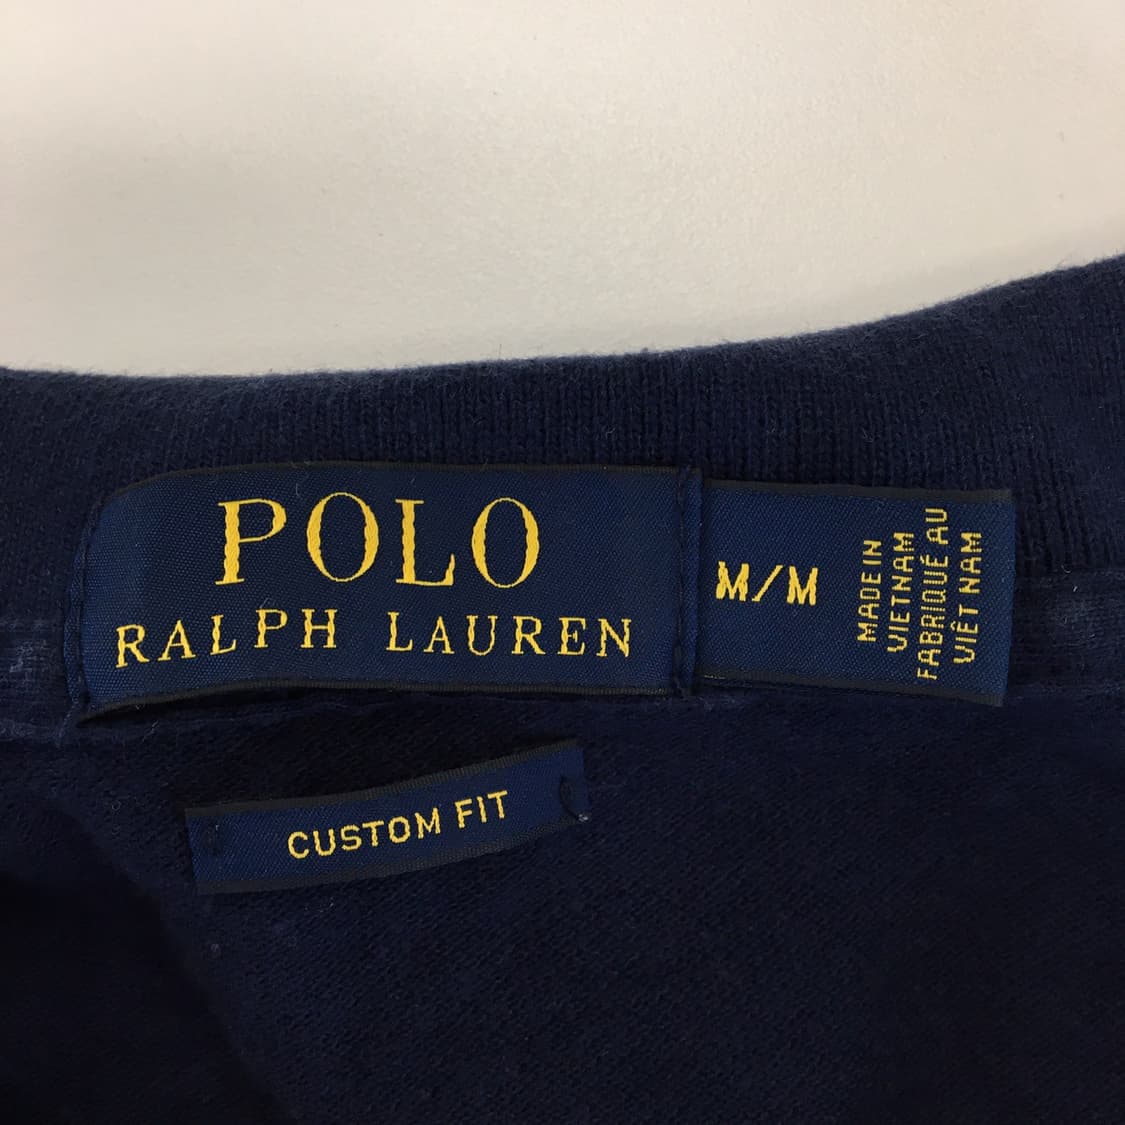 POLO
RALPH LAUREN
M/M
MADE IN
VIETNAM
FABRIQUÉ AU
VIÊT NAM
CUSTOM FIT